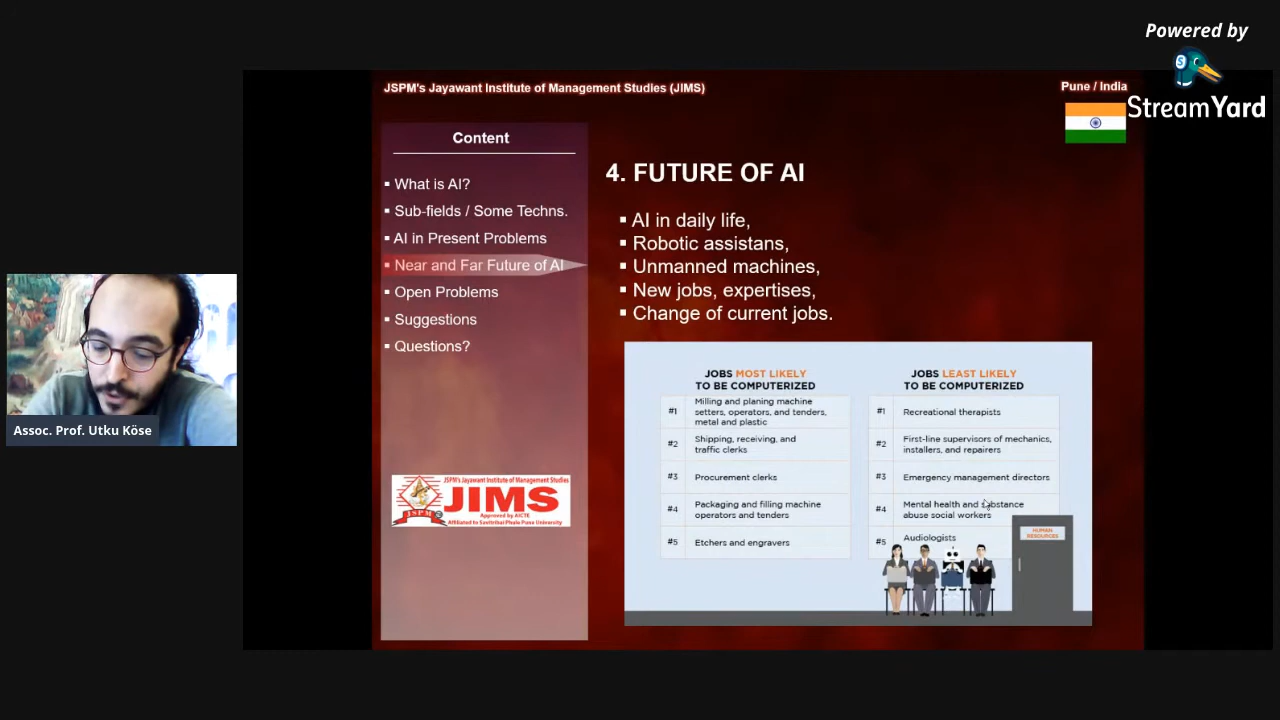 Powered by
StreamYard
JSPM's Jayawant Institute of Management Studies (JIMS)
Pune / India
Content
▪ What is AI?
▪ Sub-fields / Some Techns.
▪ AI in Present Problems
▪ Near and Far Future of AI
▪ Open Problems
▪ Suggestions
▪ Questions?
JSPM's Jayawant Institute of Management Studies
JIMS
JSPM
Approved by AICTE
Affiliated to Savitribai Phule Pune University
4. FUTURE OF AI
▪ AI in daily life,
▪ Robotic assistans,
▪ Unmanned machines,
▪ New jobs, expertises,
▪ Change of current jobs.
JOBS MOST LIKELY
TO BE COMPUTERIZED
#1 Milling and planing machine
setters, operators, and tenders,
metal and plastic
#2 Shipping, receiving, and
traffic clerks
#3 Procurement clerks
#4 Packaging and filling machine
operators and tenders
#5 Etchers and engravers
JOBS LEAST LIKELY
TO BE COMPUTERIZED
#1 Recreational therapists
#2 First-line supervisors of mechanics,
installers, and repairers
#3 Emergency management directors
#4 Mental health and substance
abuse social workers
#5 Audiologists
HUMAN
RESOURCES
Assoc. Prof. Utku Köse